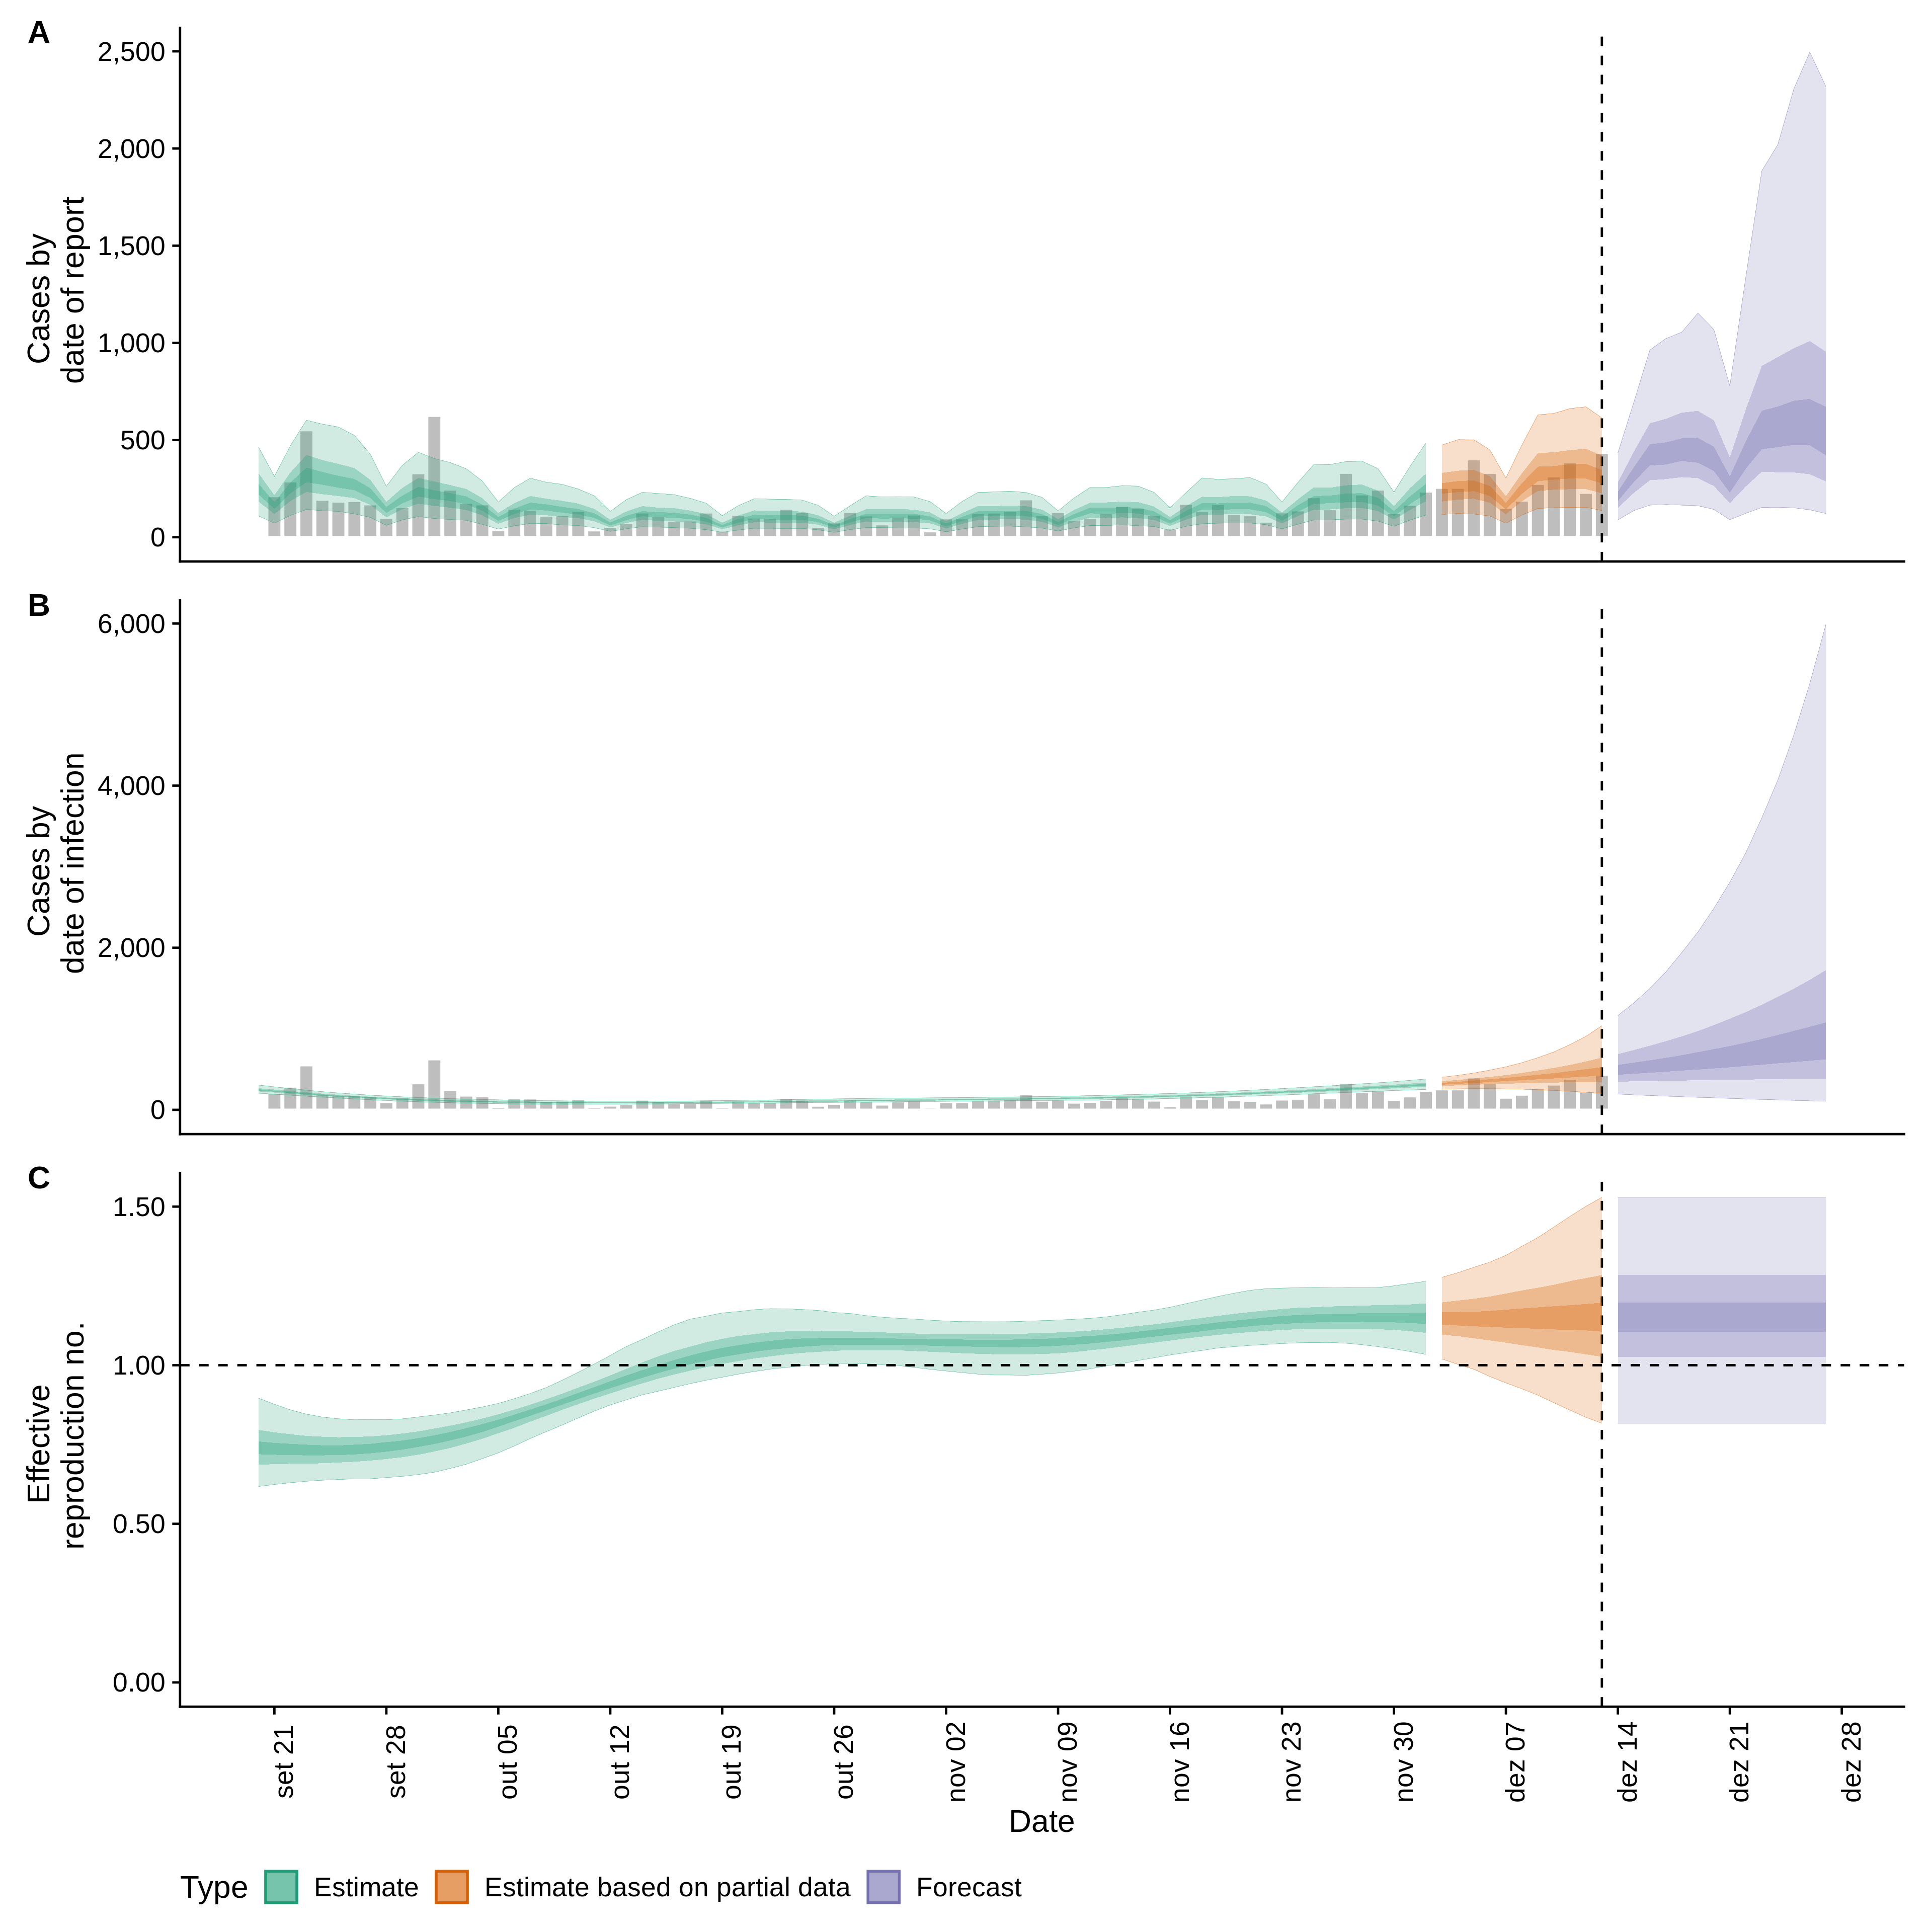 A
2,500
2,000
1,500
1,000
500
0
Cases by
date of report
B
6,000
4,000
2,000
0
Cases by
date of infection
C
1.50
1.00
0.50
0.00
Effective
reproduction no.
set 21
set 28
out 05
out 12
out 19
out 26
nov 02
nov 09
nov 16
nov 23
nov 30
dez 07
dez 14
dez 21
dez 28
Date
Type Estimate Estimate based on partial data Forecast